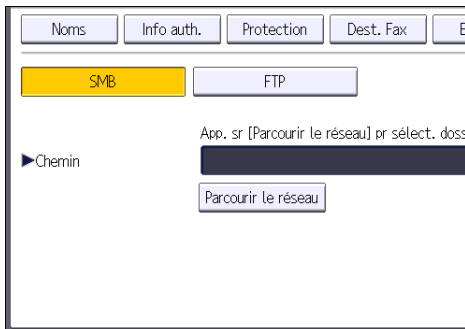 Noms Info auth. Protection Dest. Fax E
SMB FTP
App. sr [Parcourir le réseau] pr sélect. doss
▶Chemin
Parcourir le réseau